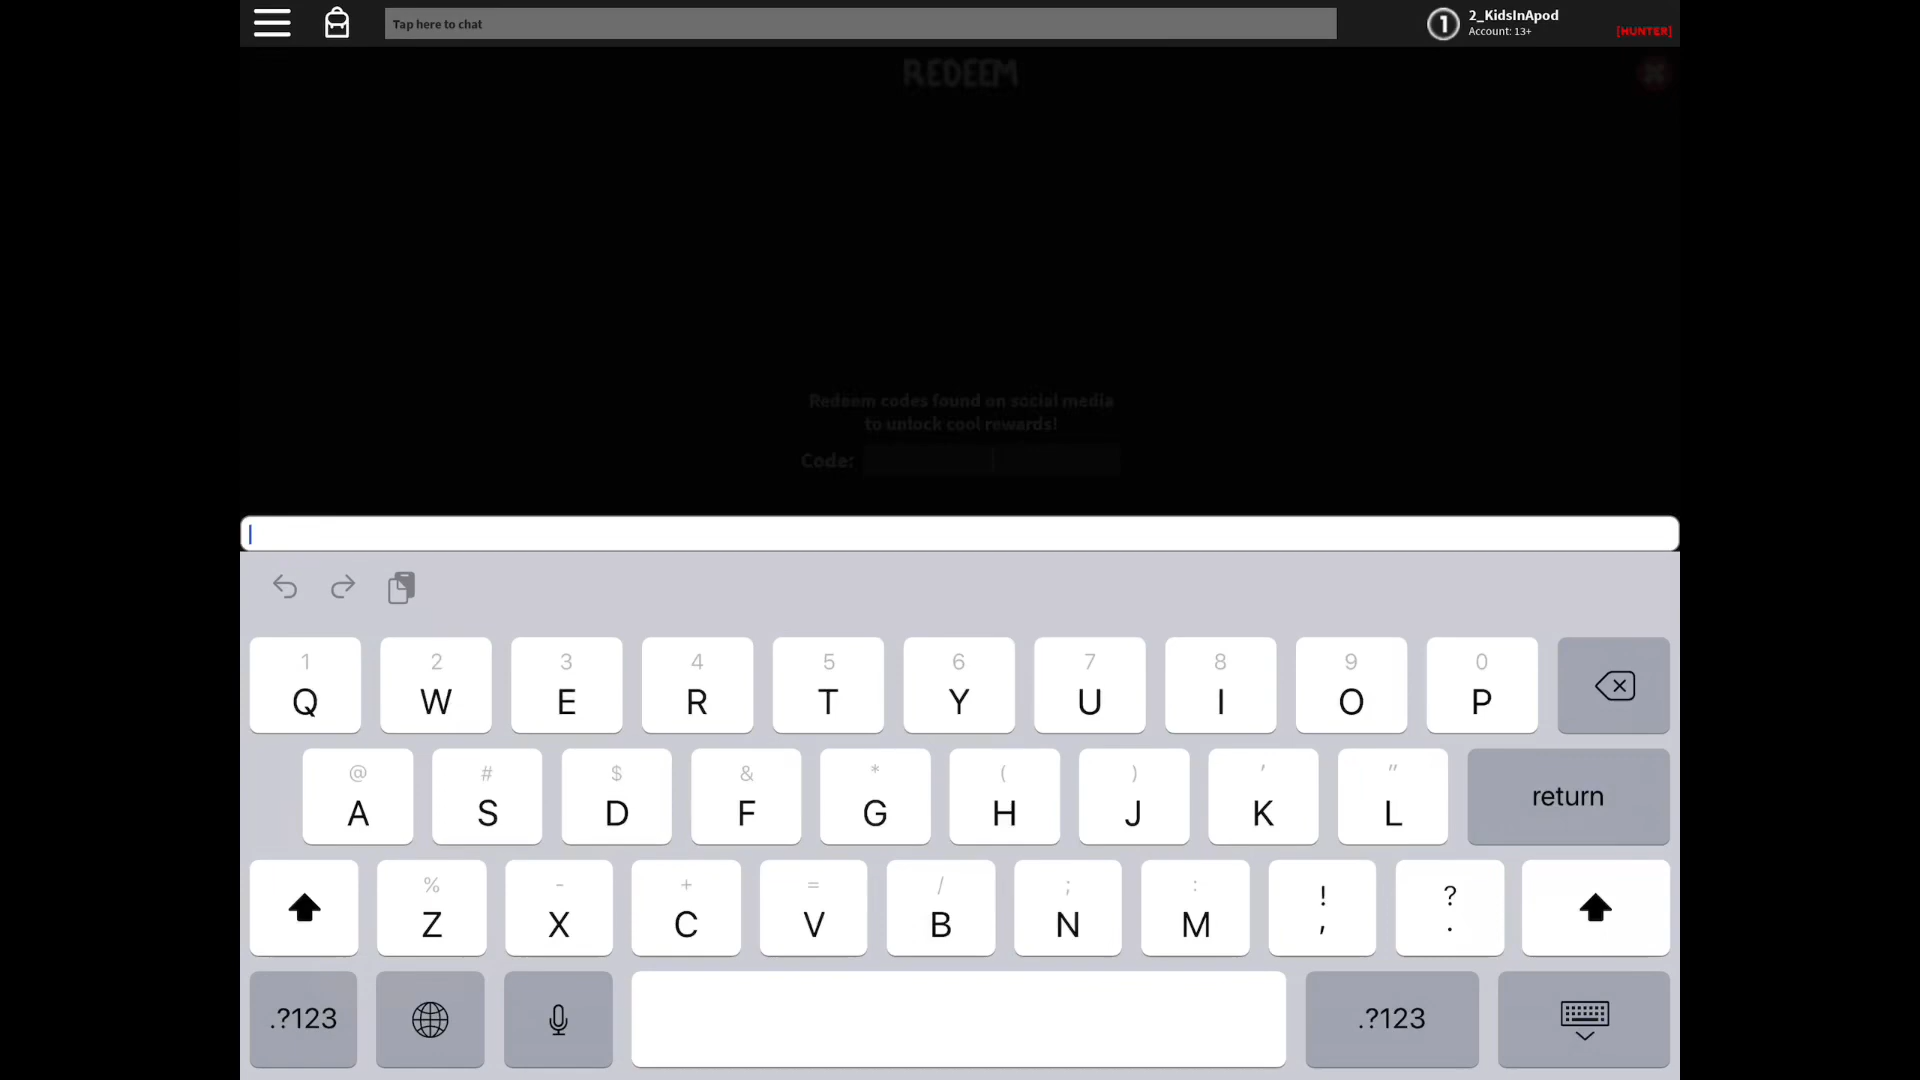 Tap here to chat
1
2_KidsInApod
Account: 13+
[HUNTER]
REDEEM
Redeem codes found on social media
to unlock cool rewards!
Code:
1 2 3 4 5 6 7 8 9 0
Q W E R T Y U I O P
@ # $ & * ( ) ' "
A S D F G H J K L return
% - + = / ; : ! ?
Z X C V B N M , .
.?123 .?123